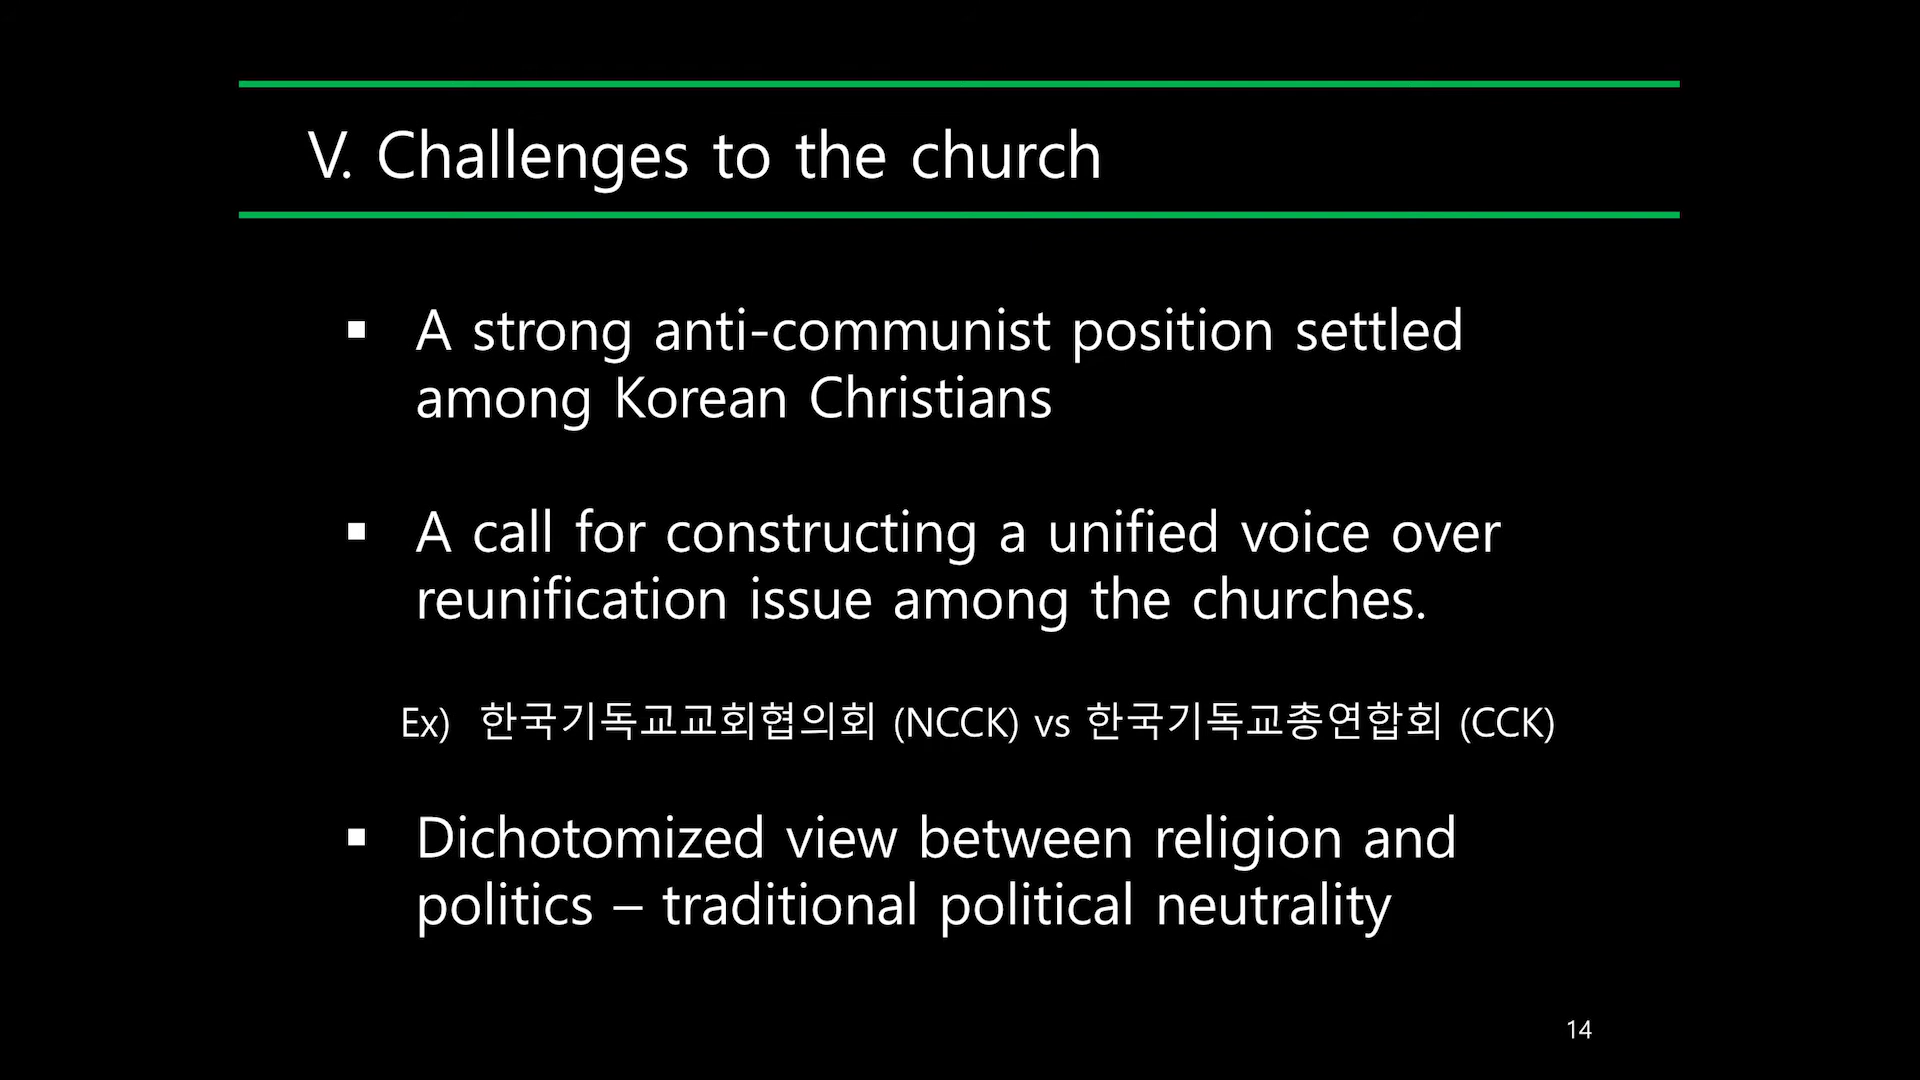 V. Challenges to the church
▪ A strong anti-communist position settled
among Korean Christians
▪ A call for constructing a unified voice over
reunification issue among the churches.
Ex) 한국기독교교회협의회 (NCCK) vs 한국기독교총연합회 (CCK)
▪ Dichotomized view between religion and
politics – traditional political neutrality
14